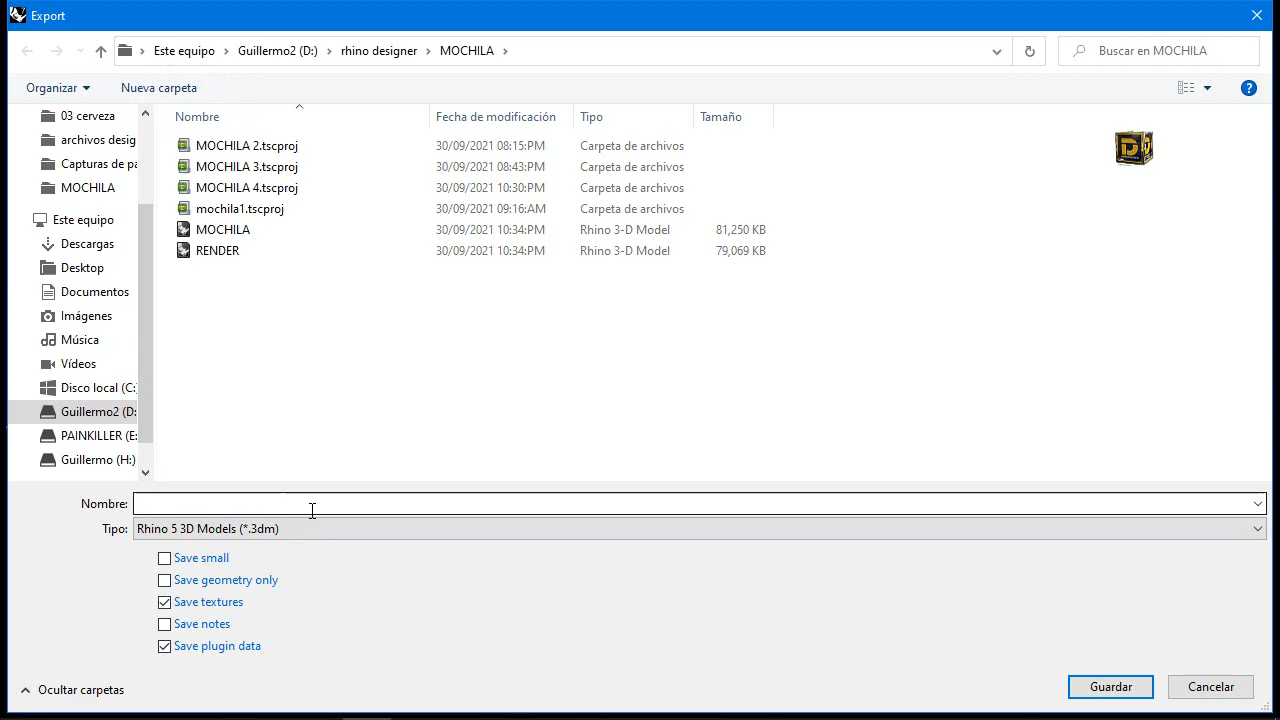 Export
Este equipo › Guillermo2 (D:) › rhino designer › MOCHILA ›
Buscar en MOCHILA
Organizar
Nueva carpeta
03 cerveza
archivos desig
Capturas de pa
MOCHILA
Este equipo
Descargas
Desktop
Documentos
Imágenes
Música
Vídeos
Disco local (C:
Guillermo2 (D:
PAINKILLER (E:
Guillermo (H:)
Nombre Fecha de modificación Tipo Tamaño
MOCHILA 2.tscproj 30/09/2021 08:15:PM Carpeta de archivos
MOCHILA 3.tscproj 30/09/2021 08:43:PM Carpeta de archivos
MOCHILA 4.tscproj 30/09/2021 10:30:PM Carpeta de archivos
mochila1.tscproj 30/09/2021 09:16:AM Carpeta de archivos
MOCHILA 30/09/2021 10:34:PM Rhino 3-D Model 81,250 KB
RENDER 30/09/2021 10:34:PM Rhino 3-D Model 79,069 KB
D
Nombre:
Tipo: Rhino 5 3D Models (*.3dm)
Save small
Save geometry only
Save textures
Save notes
Save plugin data
Ocultar carpetas
Guardar
Cancelar